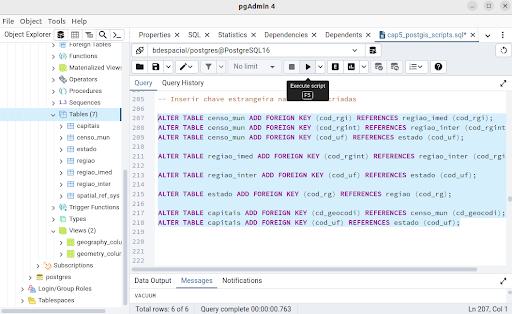 pgAdmin 4
File Object Tools Help
Object Explorer
Properties SQL Statistics Dependencies Dependents cap5_postgis_scripts.sql*
bdespacial/postgres@PostgreSQL16
No limit
Execute script
F5
Query Query History
Foreign Tables
Functions
Materialized Views
Operators
Procedures
Sequences
Tables (7)
capitais
censo_mun
estado
regiao
regiao_imed
regiao_inter
spatial_ref_sys
Trigger Functions
Types
Views (2)
geography_colu
geometry_colum
Subscriptions
postgres
Login/Group Roles
Tablespaces
205 -- Inserir chave estrangeira na riadas
206
207 ALTER TABLE censo_mun ADD FOREIGN KEY (cod_rgi) REFERENCES regiao_imed (cod_rgi);
208 ALTER TABLE censo_mun ADD FOREIGN KEY (cod_rgint) REFERENCES regiao_inter (cod_rgint
209 ALTER TABLE censo_mun ADD FOREIGN KEY (cod_uf) REFERENCES estado (cod_uf);
210
211 ALTER TABLE regiao_imed ADD FOREIGN KEY (cod_rgint) REFERENCES regiao_inter (cod_rgi
212
213 ALTER TABLE regiao_inter ADD FOREIGN KEY (cod_uf) REFERENCES estado (cod_uf);
214
215 ALTER TABLE estado ADD FOREIGN KEY (cod_rg) REFERENCES regiao (cod_rg);
216
217 ALTER TABLE capitais ADD FOREIGN KEY (cd_geocodi) REFERENCES censo_mun (cd_geocodi);
218 ALTER TABLE capitais ADD FOREIGN KEY (cod_uf) REFERENCES estado (cod_uf);
219
220
221
222
Data Output Messages Notifications
VACUUM
Total rows: 6 of 6 Query complete 00:00:00.763 Ln 207, Col 1